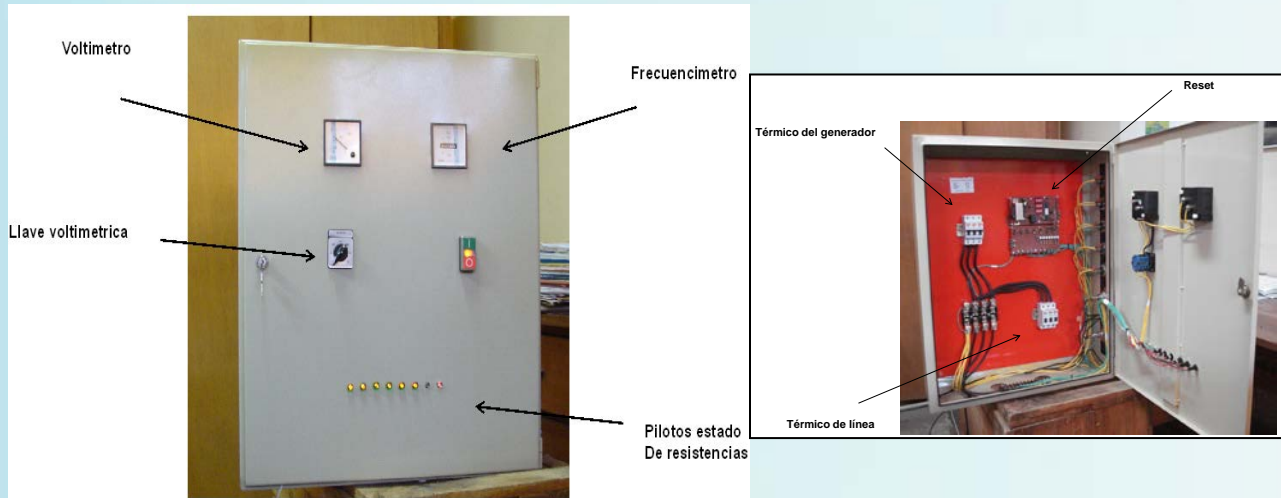 Voltimetro
Frecuencimetro
Llave voltimetrica
Pilotos estado
De resistencias
Reset
Térmico del generador
Térmico de línea